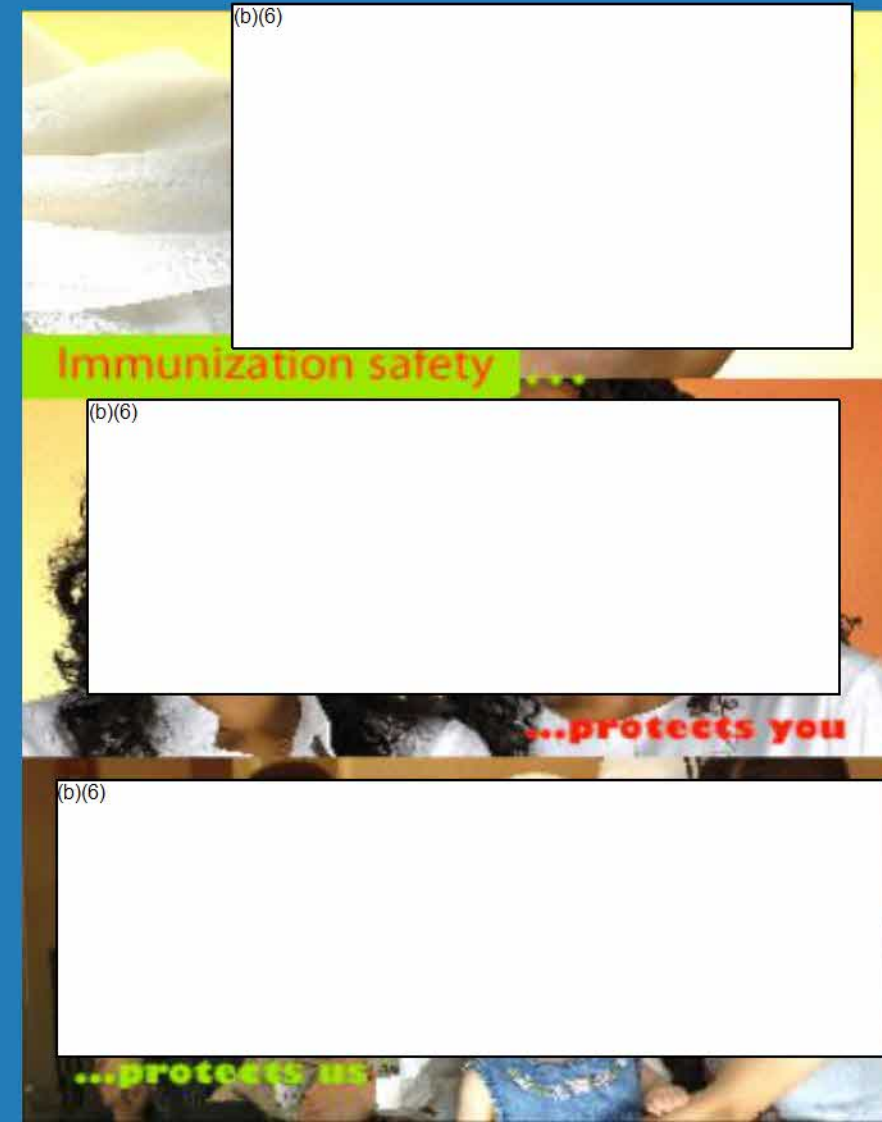 (b)(6)
Immunization safety ...
(b)(6)
...protects you
(b)(6)
...protects us